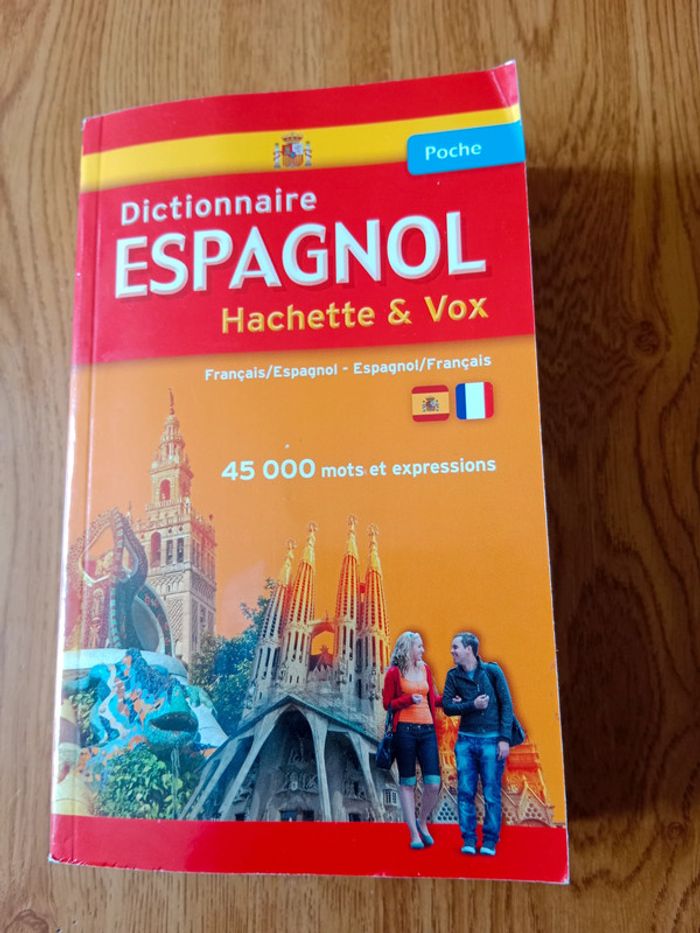 Poche
Dictionnaire
ESPAGNOL
Hachette & Vox
Français/Espagnol - Espagnol/Français
45 000 mots et expressions